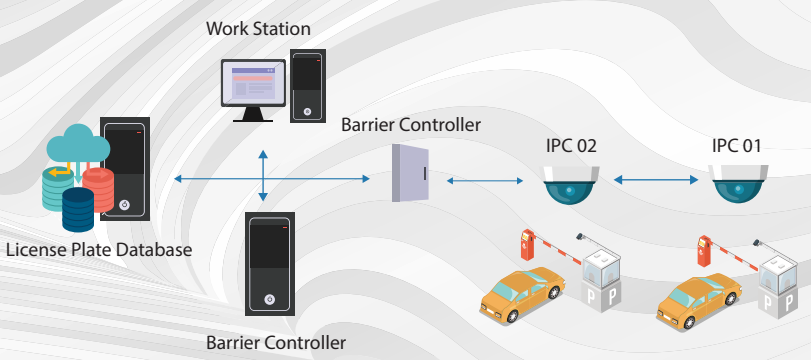 Work Station
Barrier Controller
IPC 02
IPC 01
License Plate Database
Barrier Controller
P P
P P